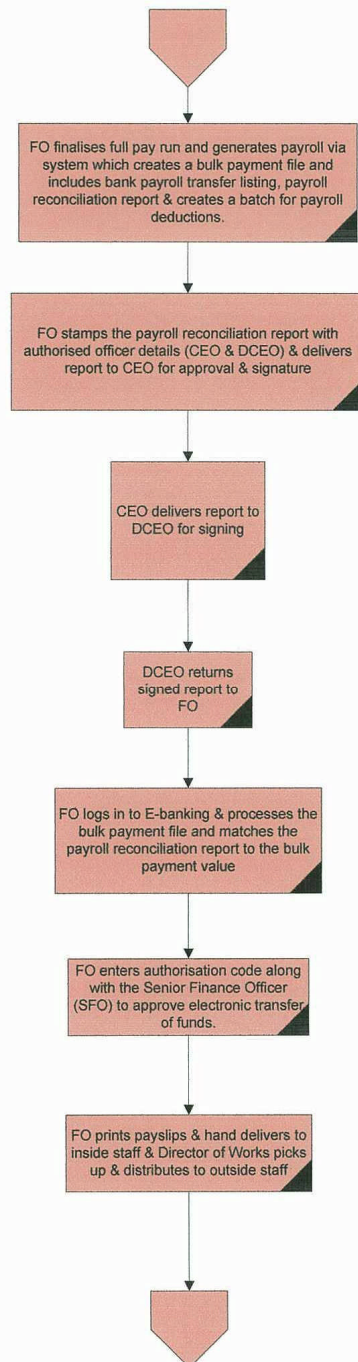 FO finalises full pay run and generates payroll via
system which creates a bulk payment file and
includes bank payroll transfer listing, payroll
reconciliation report & creates a batch for payroll
deductions.
FO stamps the payroll reconciliation report with
authorised officer details (CEO & DCEO) & delivers
report to CEO for approval & signature
CEO delivers report to
DCEO for signing
DCEO returns
signed report to
FO
FO logs in to E-banking & processes the
bulk payment file and matches the
payroll reconciliation report to the bulk
payment value
FO enters authorisation code along
with the Senior Finance Officer
(SFO) to approve electronic transfer
of funds.
FO prints payslips & hand delivers to
inside staff & Director of Works picks
up & distributes to outside staff